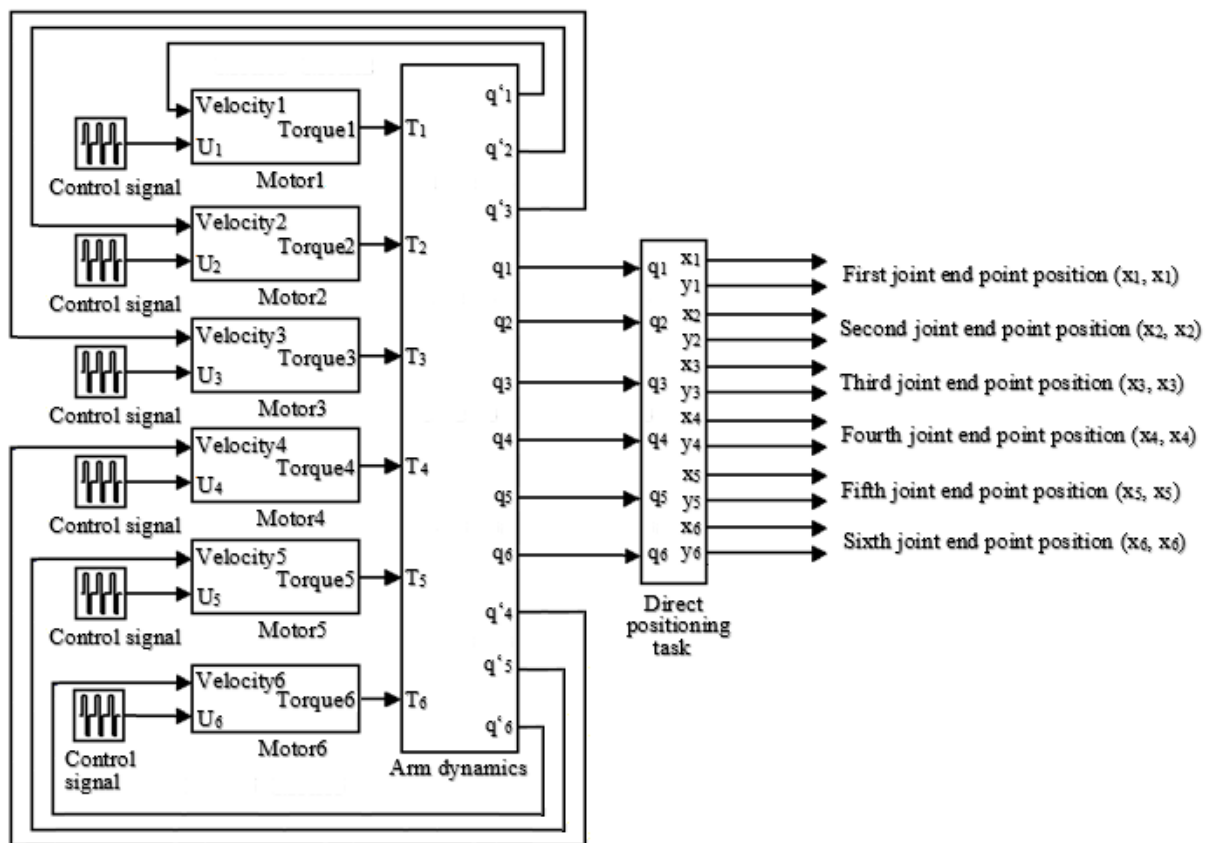 Velocity1
Torque1
U1
Control signal
Motor1
Velocity2
Torque2
U2
Control signal
Motor2
Velocity3
Torque3
U3
Control signal
Motor3
Velocity4
Torque4
U4
Control signal
Motor4
Velocity5
Torque5
U5
Control signal
Motor5
Velocity6
Torque6
U6
Control
signal
Motor6
T1
T2
T3
T4
T5
T6
q‘1
q‘2
q‘3
q1
q2
q3
q4
q5
q6
q‘4
q‘5
q‘6
Arm dynamics
q1
q2
q3
q4
q5
q6
x1
y1
x2
y2
x3
y3
x4
y4
x5
y5
x6
y6
Direct
positioning
task
First joint end point position (x1, x1)
Second joint end point position (x2, x2)
Third joint end point position (x3, x3)
Fourth joint end point position (x4, x4)
Fifth joint end point position (x5, x5)
Sixth joint end point position (x6, x6)